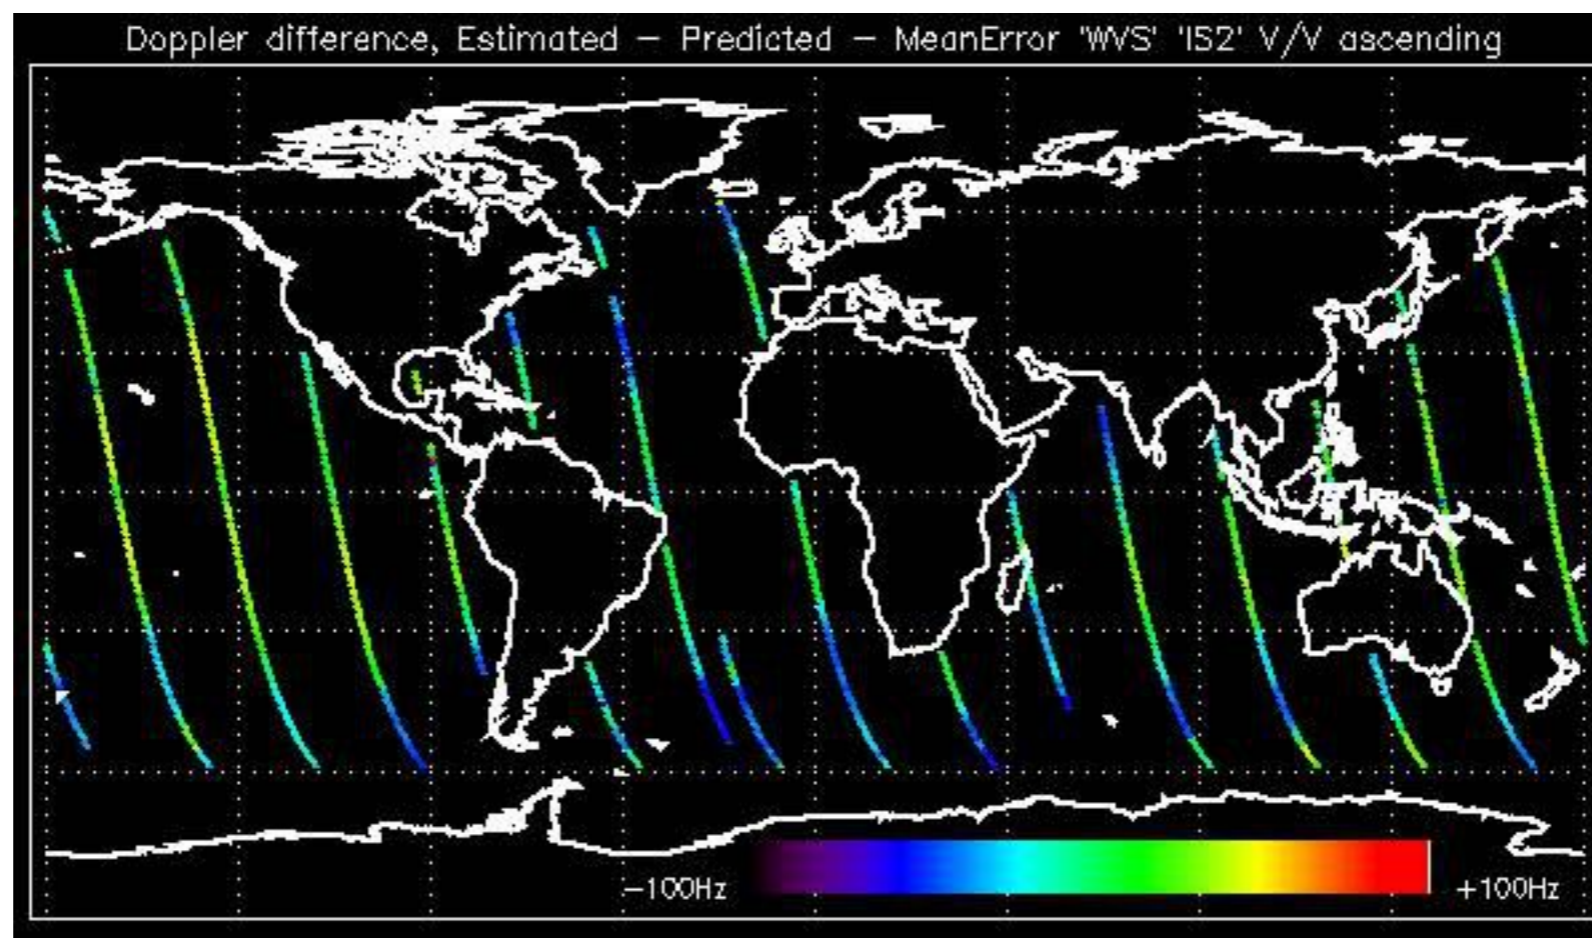 Doppler difference, Estimated – Predicted – MeanError 'WVS' 'IS2' V/V ascending
–100Hz
+100Hz